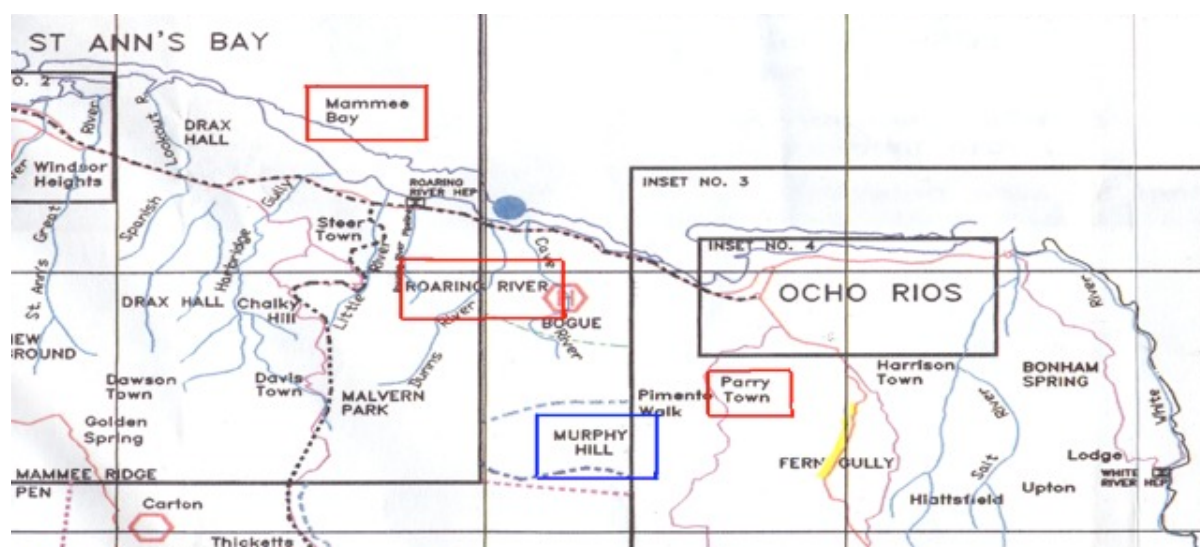 ST ANN'S BAY
O. 2
Mammee
Bay
River
Lookout R.
DRAX
HALL
INSET NO. 3
Windsor
Heights
Gully
ROARING
RIVER HEP
Spanish
Great
St. Ann's
Steer
Town
River
Cave
INSET NO. 4
DRAX HALL
Chalky
Hill
Little
ROARING RIVER
OCHO RIOS
River
White
H
BOGUE
River
River
Dunns
NEW
GROUND
Dawson
Town
Davis
Town
MALVERN
PARK
Pimento
Walk
Parry
Town
Harrison
Town
BONHAM
SPRING
Golden
Spring
MURPHY
HILL
FERN GULLY
River
Salt
Lodge
WHITE
RIVER HEP
MAMMEE RIDGE
PEN
Carton
Hiattsfield
Upton
Thicketts